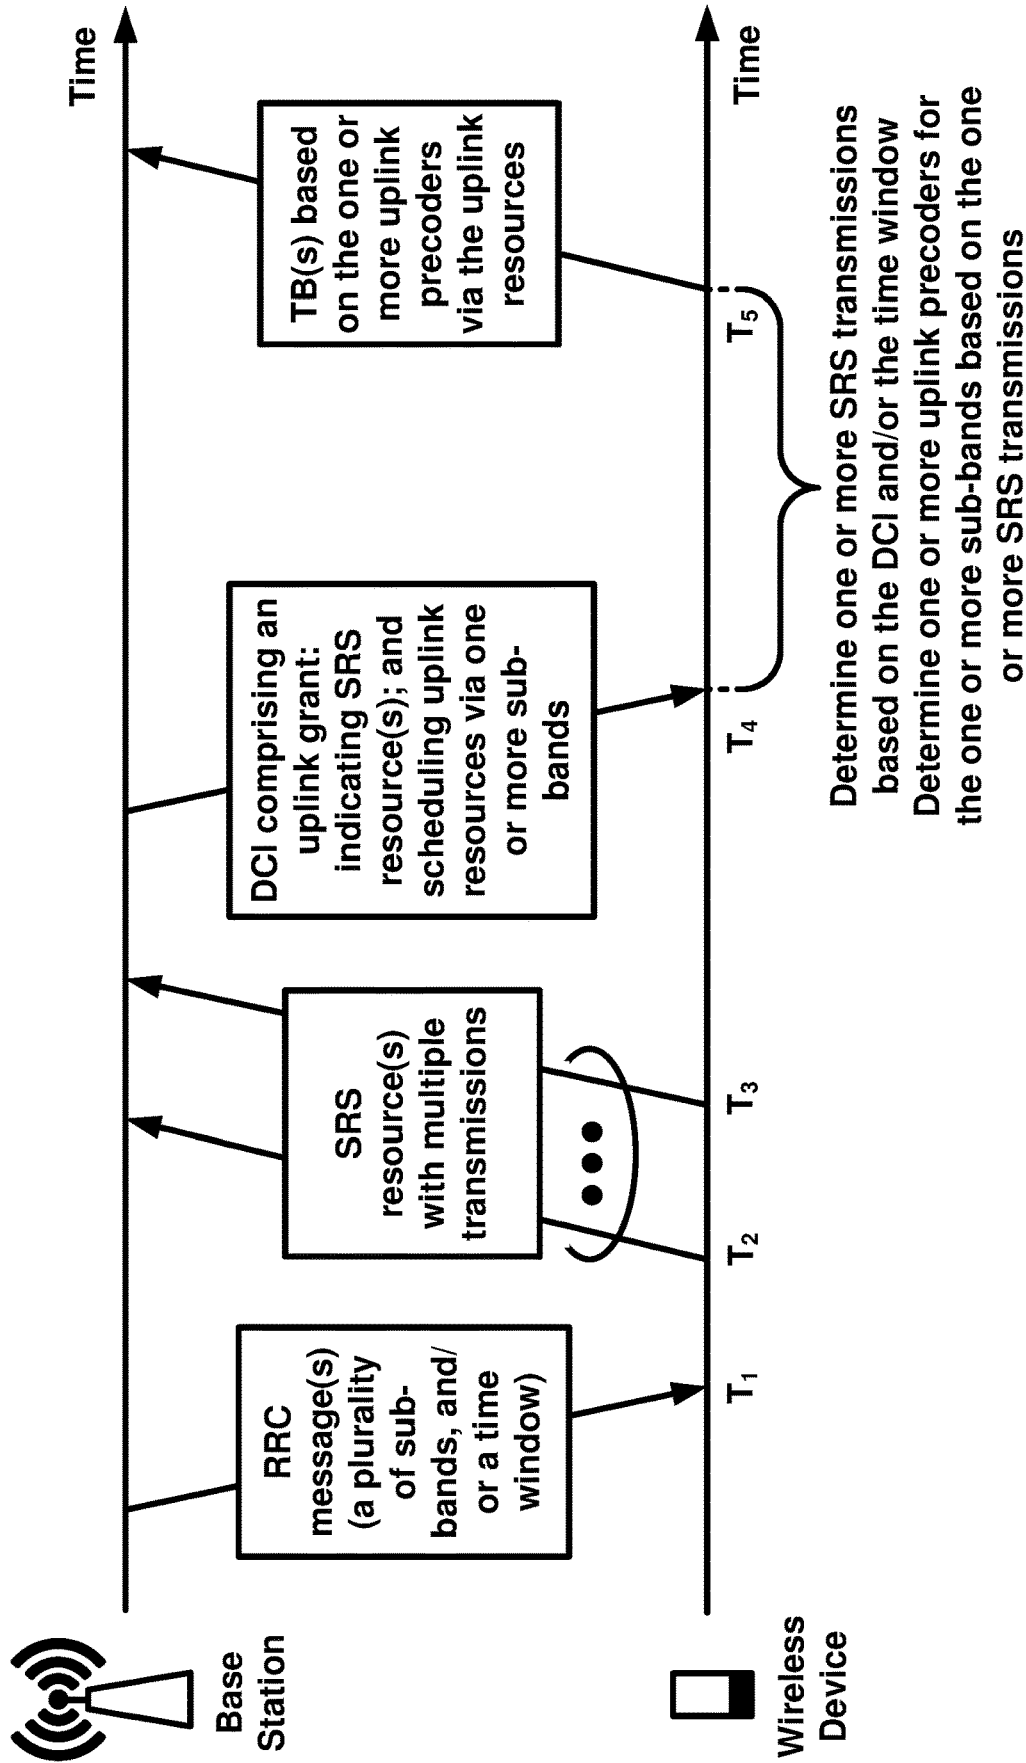 Base
Station
Time
RRC
message(s)
(a plurality
of sub-
bands, and/
or a time
window)
SRS
resource(s)
with multiple
transmissions
DCI comprising an
uplink grant:
indicating SRS
resource(s); and
scheduling uplink
resources via one
or more sub-
bands
TB(s) based
on the one or
more uplink
precoders
via the uplink
resources
Wireless
Device
T1
T2
T3
T4
T5
Time
Determine one or more SRS transmissions
based on the DCI and/or the time window
Determine one or more uplink precoders for
the one or more sub-bands based on the one
or more SRS transmissions